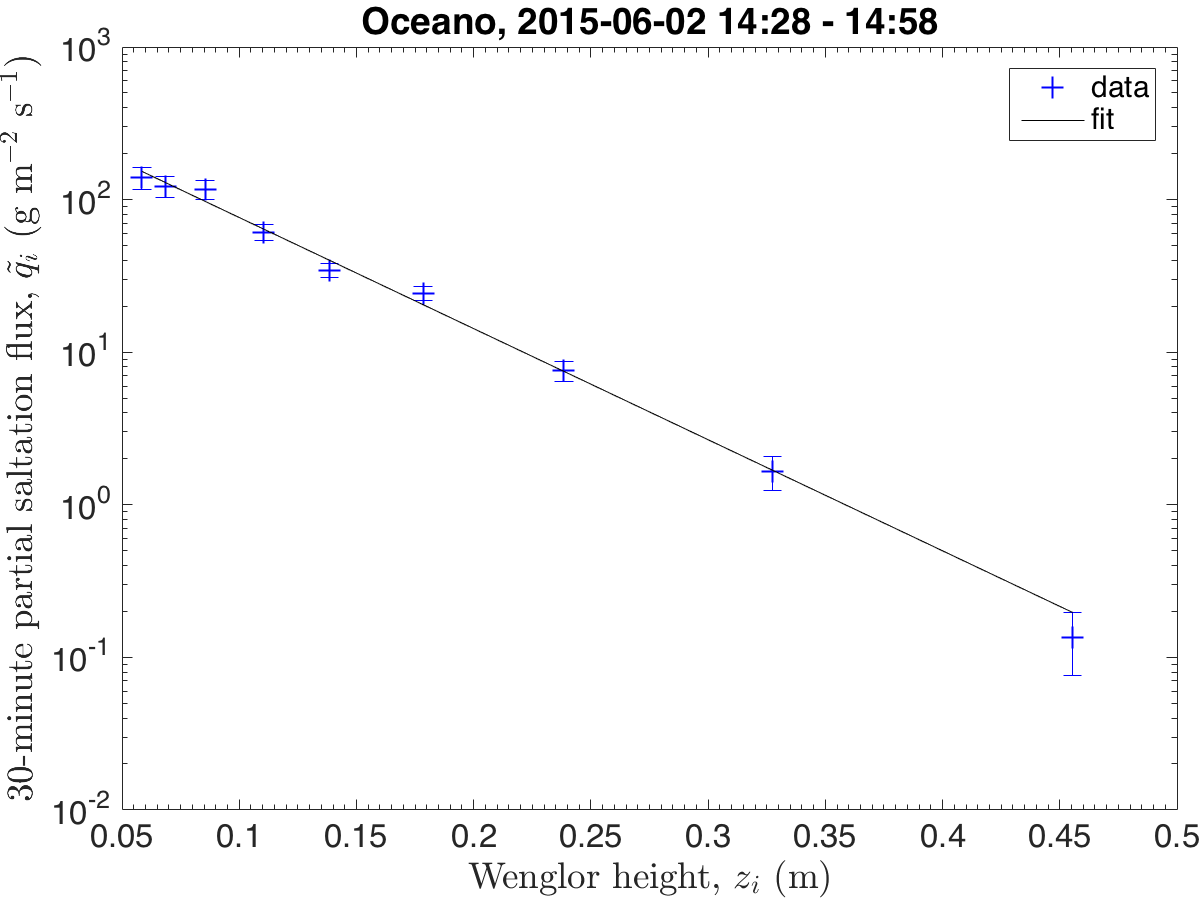 Oceano, 2015-06-02 14:28 - 14:58
30-minute partial saltation flux, q̃ᵢ (g m⁻² s⁻¹)
10³
10²
10¹
10⁰
10⁻¹
10⁻²
data
fit
0.05 0.1 0.15 0.2 0.25 0.3 0.35 0.4 0.45 0.5
Wenglor height, zᵢ (m)